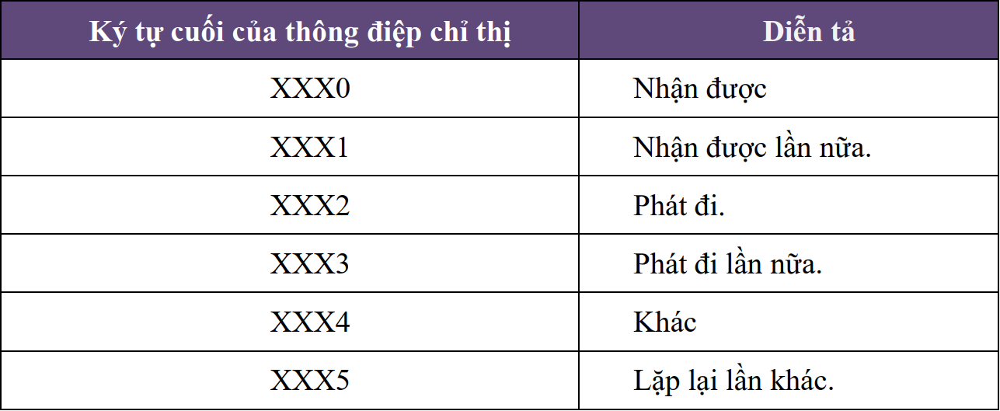 Ký tự cuối của thông điệp chỉ thị Diễn tả
XXX0 Nhận được
XXX1 Nhận được lần nữa.
XXX2 Phát đi.
XXX3 Phát đi lần nữa.
XXX4 Khác
XXX5 Lặp lại lần khác.